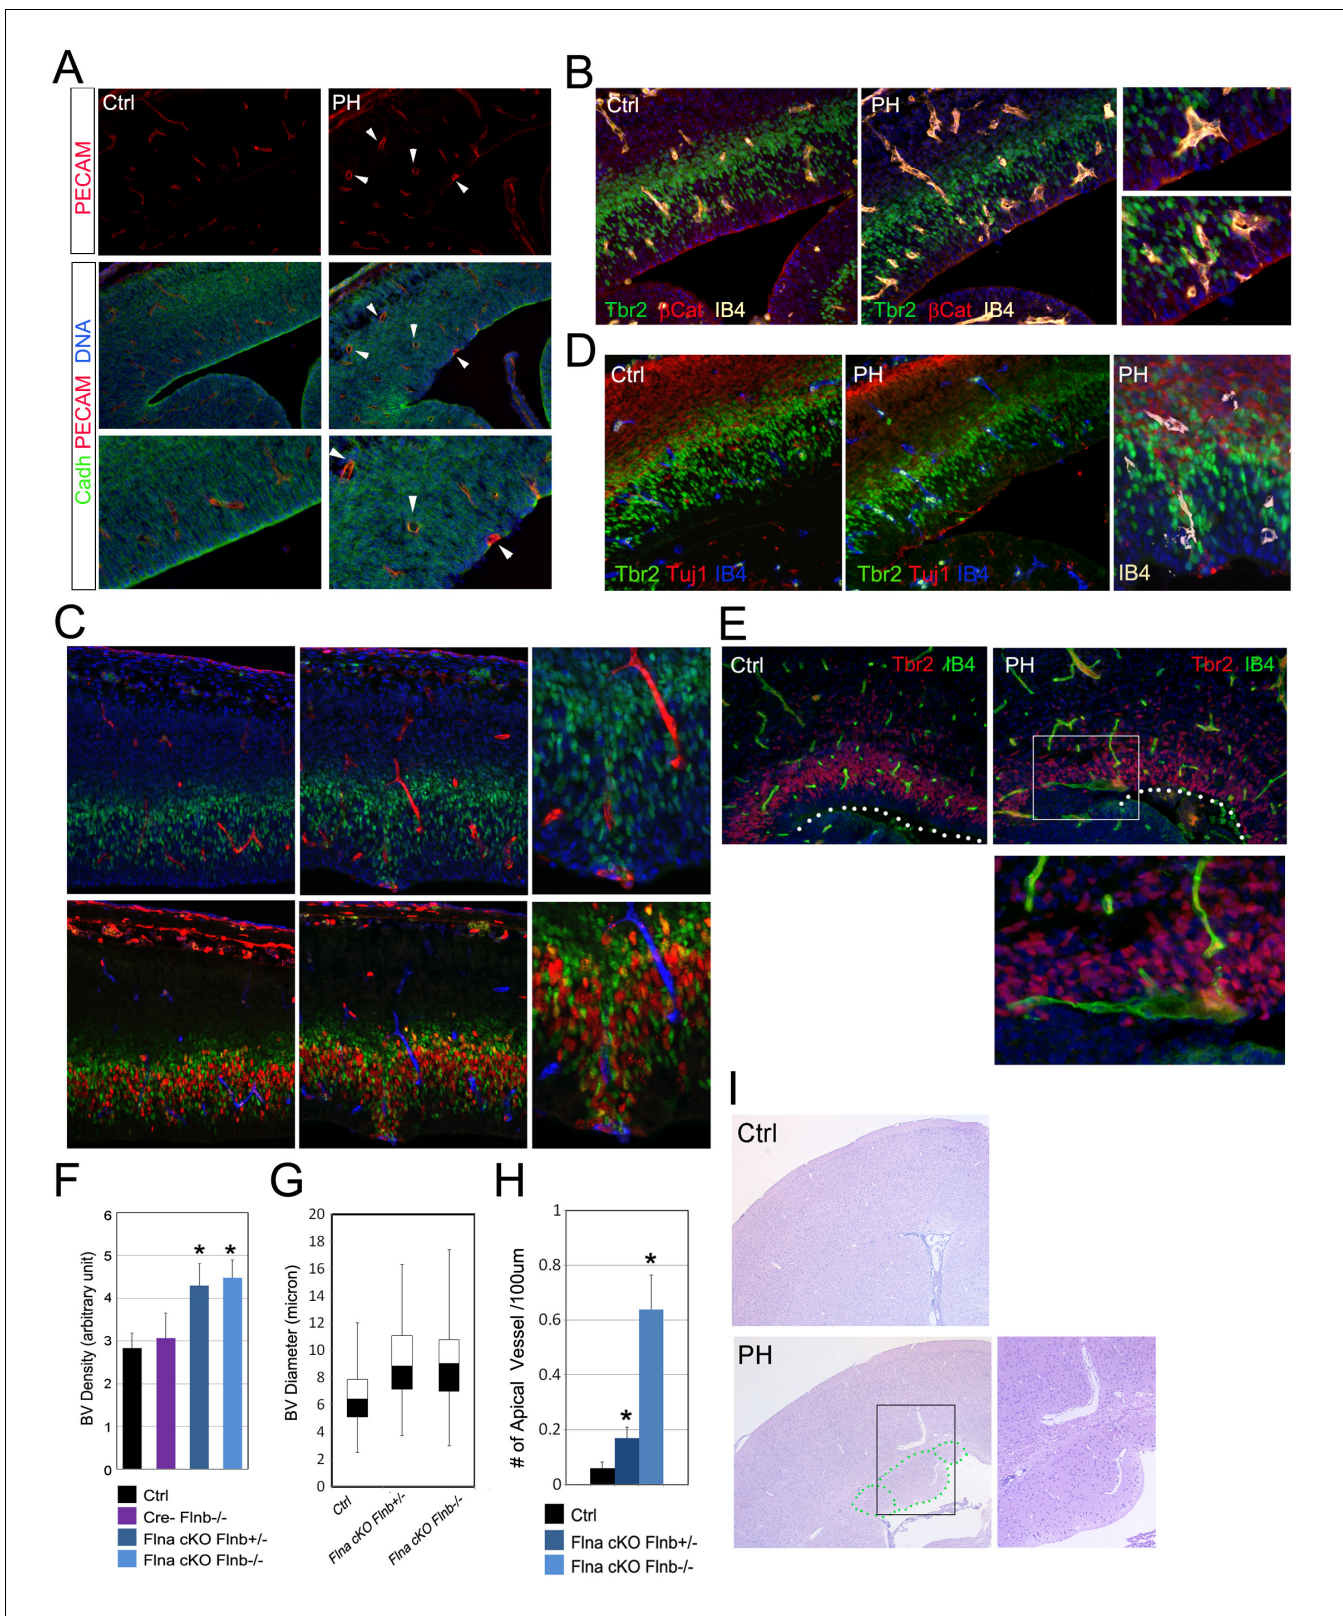 A
Ctrl
PH
PECAM
Cadh PECAM DNA
B
Ctrl
PH
Tbr2 βCat IB4
Tbr2 βCat IB4
D
Ctrl
PH
PH
Tbr2 Tuj1 IB4
Tbr2 Tuj1 IB4
IB4
C
E
Ctrl
Tbr2 IB4
PH
Tbr2 IB4
F
BV Density (arbitrary unit)
6
5
4
3
2
1
0
* *
Ctrl
Cre- Flnb-/-
Flna cKO Flnb+/-
Flna cKO Flnb-/-
G
BV Diameter (micron)
20
18
16
14
12
10
8
6
4
2
0
Ctrl
Flna cKO Flnb+/-
Flna cKO Flnb-/-
H
# of Apical Vessel /100um
1
0.8
0.6
0.4
0.2
0
*
*
Ctrl
Flna cKO Flnb+/-
Flna cKO Flnb-/-
I
Ctrl
PH